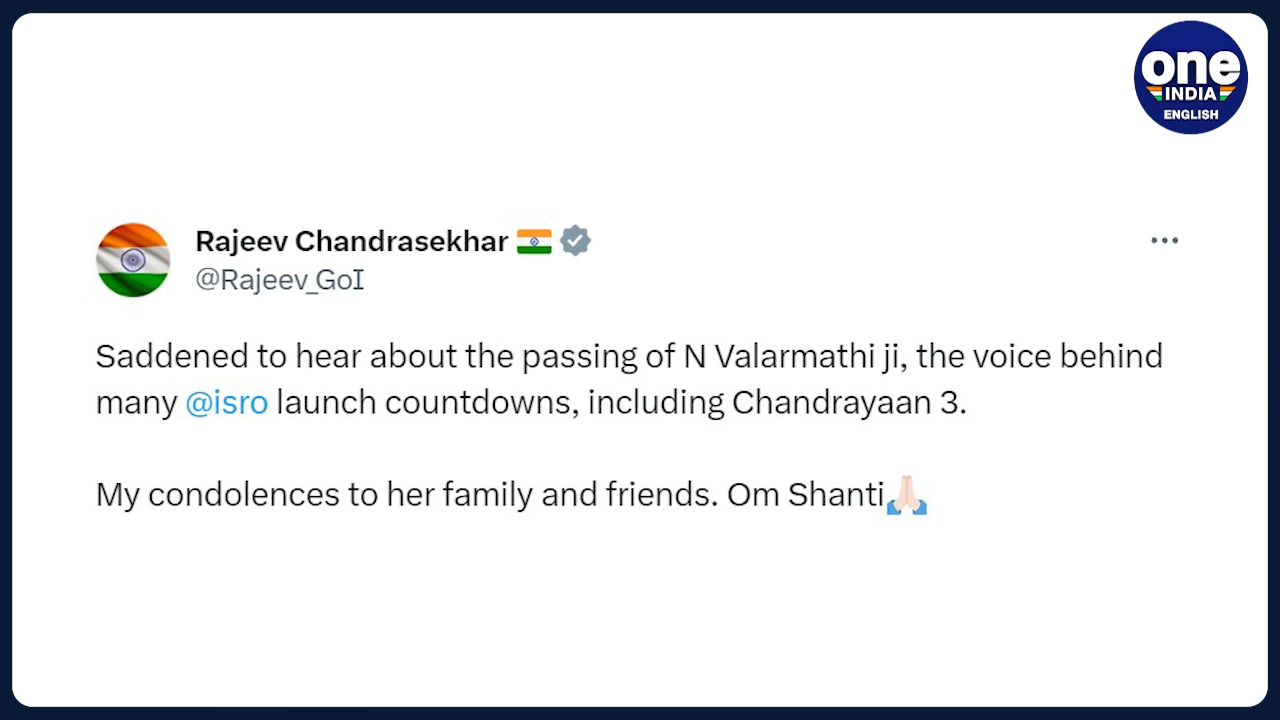 one
INDIA
ENGLISH
Rajeev Chandrasekhar 🇮🇳
@Rajeev_GoI
Saddened to hear about the passing of N Valarmathi ji, the voice behind
many @isro launch countdowns, including Chandrayaan 3.
My condolences to her family and friends. Om Shanti🙏🏻